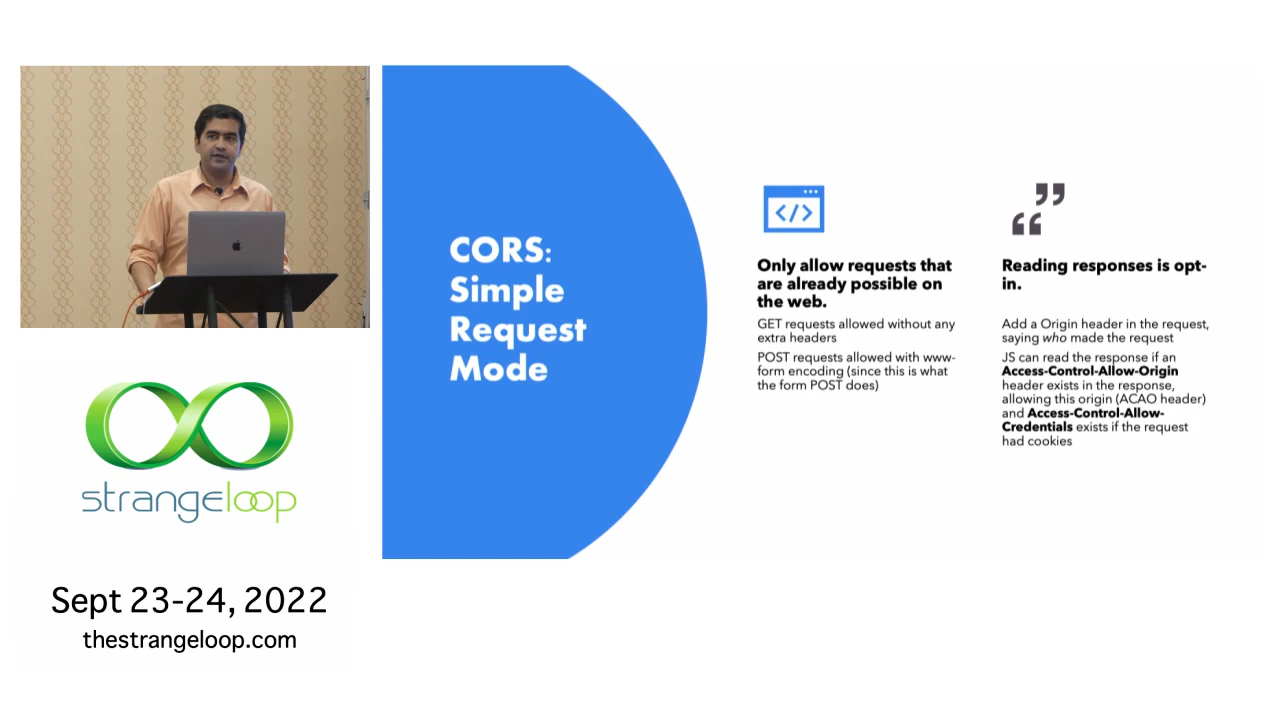 CORS:
Simple
Request
Mode
Only allow requests that
are already possible on
the web.
GET requests allowed without any
extra headers
POST requests allowed with www-
form encoding (since this is what
the form POST does)
Reading responses is opt-
in.
Add a Origin header in the request,
saying who made the request
JS can read the response if an
Access-Control-Allow-Origin
header exists in the response,
allowing this origin (ACAO header)
and Access-Control-Allow-
Credentials exists if the request
had cookies
strangeloop
Sept 23-24, 2022
thestrangeloop.com